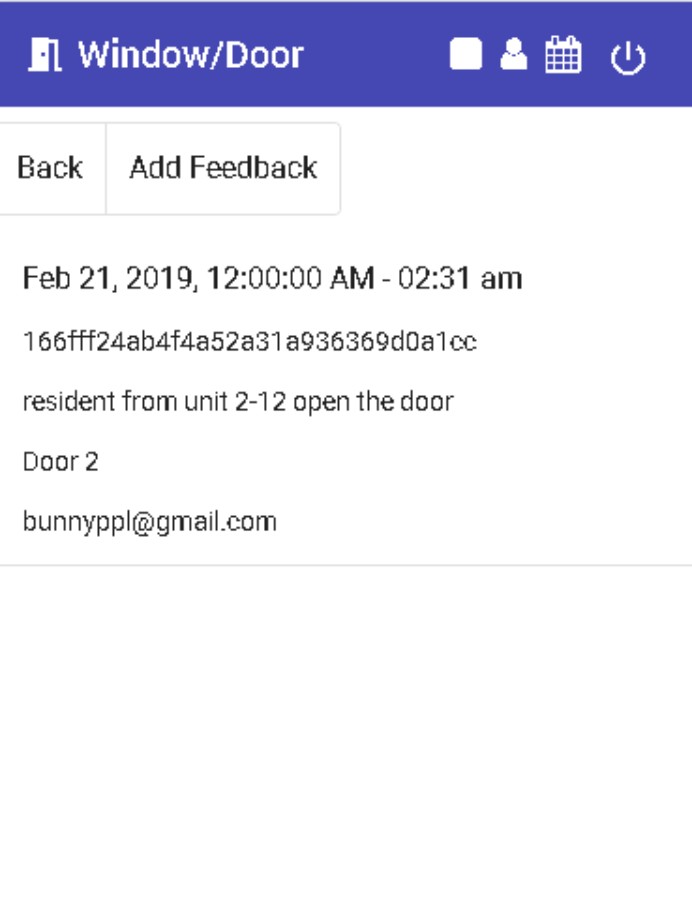 Window/Door
Back Add Feedback
Feb 21, 2019, 12:00:00 AM - 02:31 am
166fff24ab4f4a52a31a936369d0a1cc
resident from unit 2-12 open the door
Door 2
bunnyppl@gmail.com